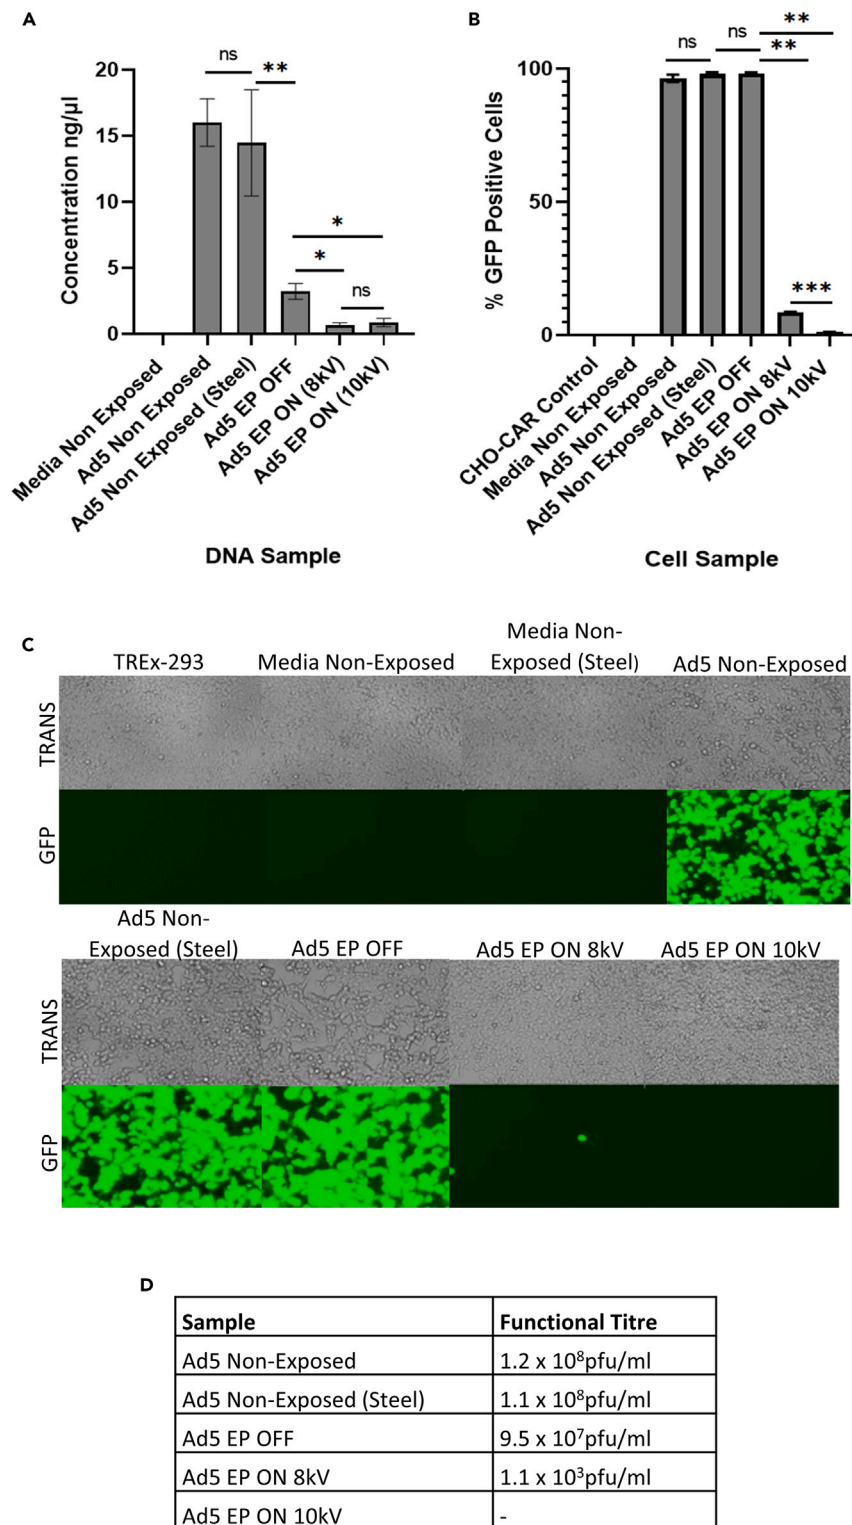 A
B
ns
**
*
*
ns
Concentration ng/µl
20
15
10
5
0
Media Non Exposed
Ad5 Non Exposed
Ad5 Non Exposed (Steel)
Ad5 EP OFF
Ad5 EP ON (8kV)
Ad5 EP ON (10kV)
DNA Sample
**
ns
ns
**
***
% GFP Positive Cells
100
50
0
CHO-CAR Control
Media Non Exposed
Ad5 Non Exposed
Ad5 Non Exposed (Steel)
Ad5 EP OFF
Ad5 EP ON 8kV
Ad5 EP ON 10kV
Cell Sample
C
TREx-293
Media Non-Exposed
Media Non-
Exposed (Steel)
Ad5 Non-Exposed
TRANS
GFP
Ad5 Non-
Exposed (Steel)
Ad5 EP OFF
Ad5 EP ON 8kV
Ad5 EP ON 10kV
TRANS
GFP
D
Sample Functional Titre
Ad5 Non-Exposed 1.2 x 10⁸pfu/ml
Ad5 Non-Exposed (Steel) 1.1 x 10⁸pfu/ml
Ad5 EP OFF 9.5 x 10⁷pfu/ml
Ad5 EP ON 8kV 1.1 x 10³pfu/ml
Ad5 EP ON 10kV -